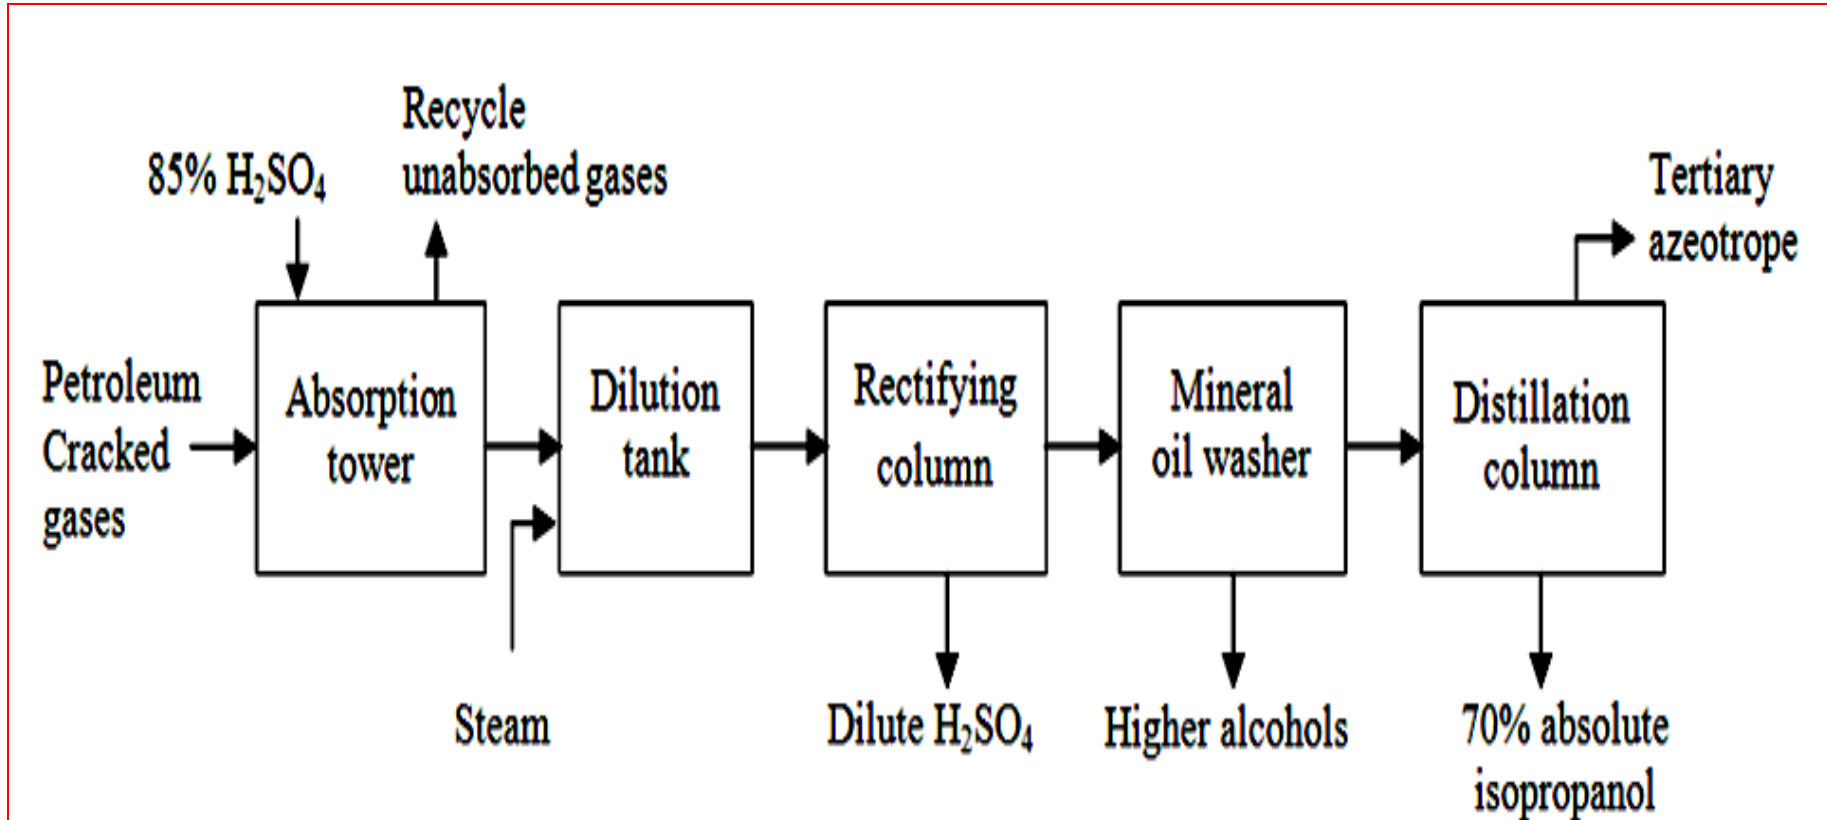 Recycle
unabsorbed gases
85% H₂SO₄
Tertiary
azeotrope
Petroleum
Cracked
gases
Absorption
tower
Dilution
tank
Rectifying
column
Mineral
oil washer
Distillation
column
Steam
Dilute H₂SO₄
Higher alcohols
70% absolute
isopropanol